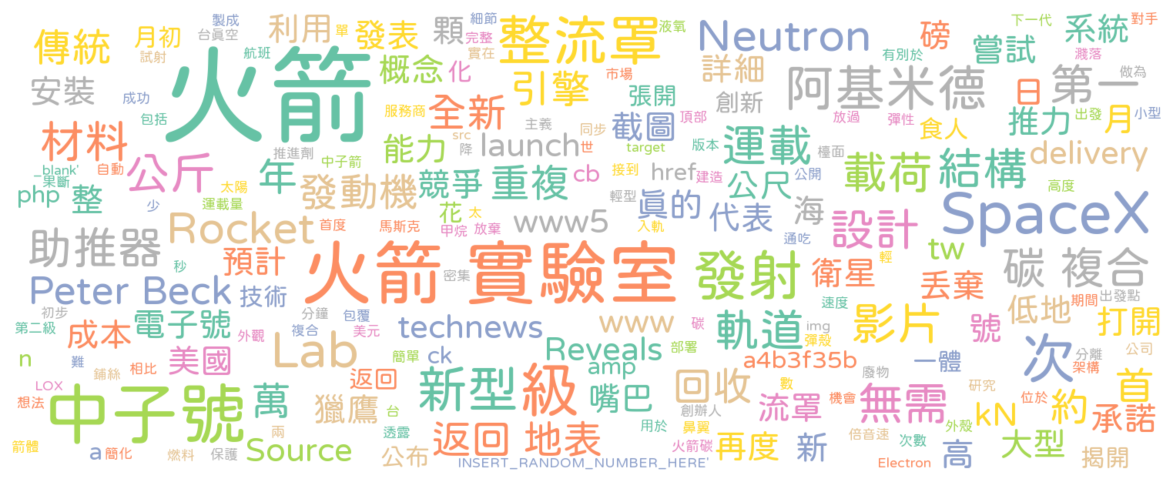 製成
台眞空
利用
單
發表
顆
細節
完整
實在
整流罩
液氧
Neutron
磅
有別於
下一代
系統
對手
濺落
傳統
月初
試射
航班
火箭
概念
化
引擎
市場
詳細
嘗試
做為
安裝
成功
包括
服務商
全新
張開
創新
阿基米德
第一
日
月
出發
小型
材料
推進劑
能力
主義
src
launch
同步
世
降
截圖
頂部
target
版本
運載
放過
彈性
食人
推力
檯面
delivery
_blank'
果斷
自動
公斤
太陽
年
中子箭
競爭
重複
cb
href
接到
建造
公尺
公開
載荷
結構
高度
php
整
少
運載量
發動機
輕型
花
太
甲烷
放棄
www5
眞的
代表
入軌
海
通吃
設計
輕
tw
SpaceX
Rocket
首度
馬斯克
助推器
預計
秒
火箭 實驗室
密集
發射
衛星
丟棄
碳 複合
Peter Beck
技術
初步
第二級
分鐘
包覆
複合
美元
速度
低地
期間
出發點
成本
電子號
外觀
technews
www
碳
軌道
img
彈殼
影片
號
打開
難
n
鋪絲
相比
美國
Lab
簡單
ck
Reveals
amp
部署
a4b3f35b
廢物
一體
次
分離
架構
公司
LOX
想法
中子號
萬
返回
獵鷹
新型
級
嘴巴
回收
創辦人
數
流罩
機會
無需
研究
位於
首
約
承諾
台
透露
用於
鼻翼
kN
箭體
a
簡化
Source
兩
燃料
保護
公布
返回 地表
火箭碳
再度
新
倍音速
次數
外殼
高
大型
揭開
INSERT_RANDOM_NUMBER_HERE'
Electron